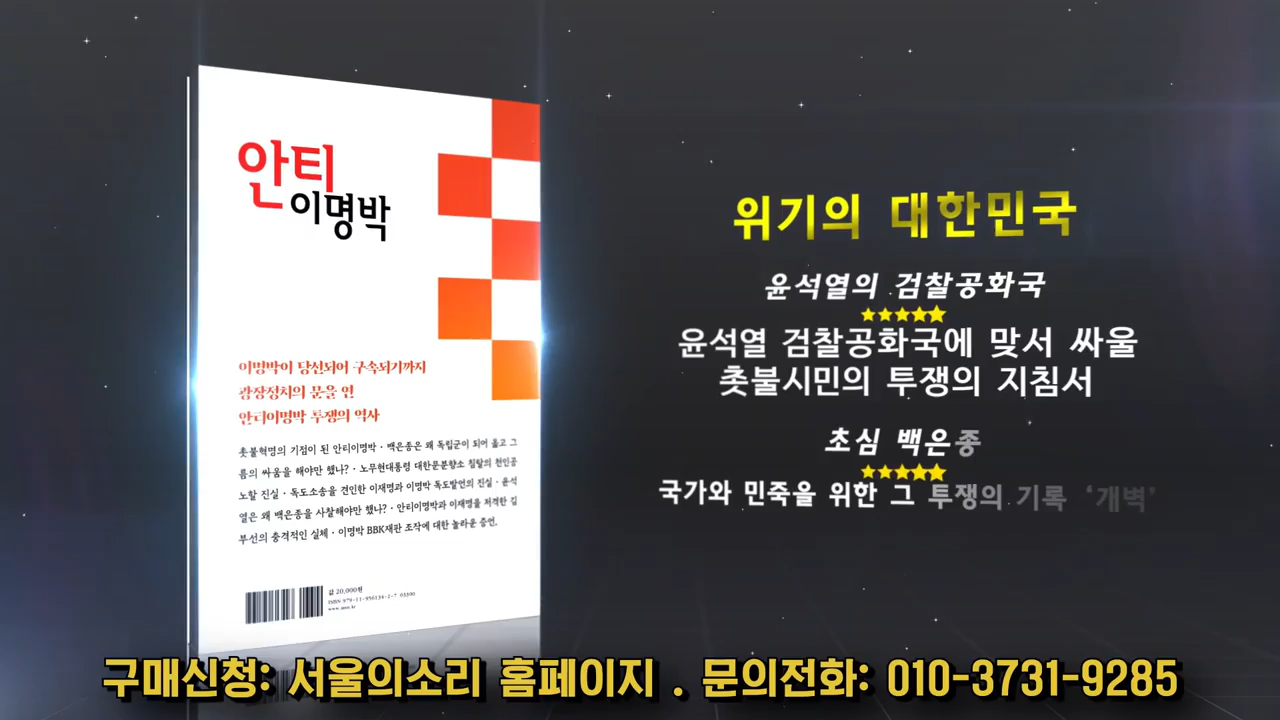 안티
이명박
이명박이 당선되어 구속되기까지
광장정치의 문을 연
안티이명박 투쟁의 역사
촛불혁명의 기점이 된 안티이명박 · 백은종은 왜 독립군이 되어 홀고 그
름의 싸움을 해야만 했나? · 노무현대통령 대한문분향소 침탈의 천인공
노할 진실 · 독도소송을 견인한 이재명과 이명박 독도발언의 진실 · 윤석
열은 왜 백은종을 사찰해야만 했나? · 안티이명박과 이재명을 저격한 김
부선의 충격적인 실체 · 이명박 BBK재판 조작에 대한 놀라운 증언.
값 20,000원
위기의 대한민국
윤석열의 검찰공화국
윤석열 검찰공화국에 맞서 싸울
촛불시민의 투쟁의 지침서
초심 백은종
국가와 민족을 위한 그 투쟁의 기록 ‘개벽’
구매신청: 서울의소리 홈페이지 . 문의전화: 010-3731-9285